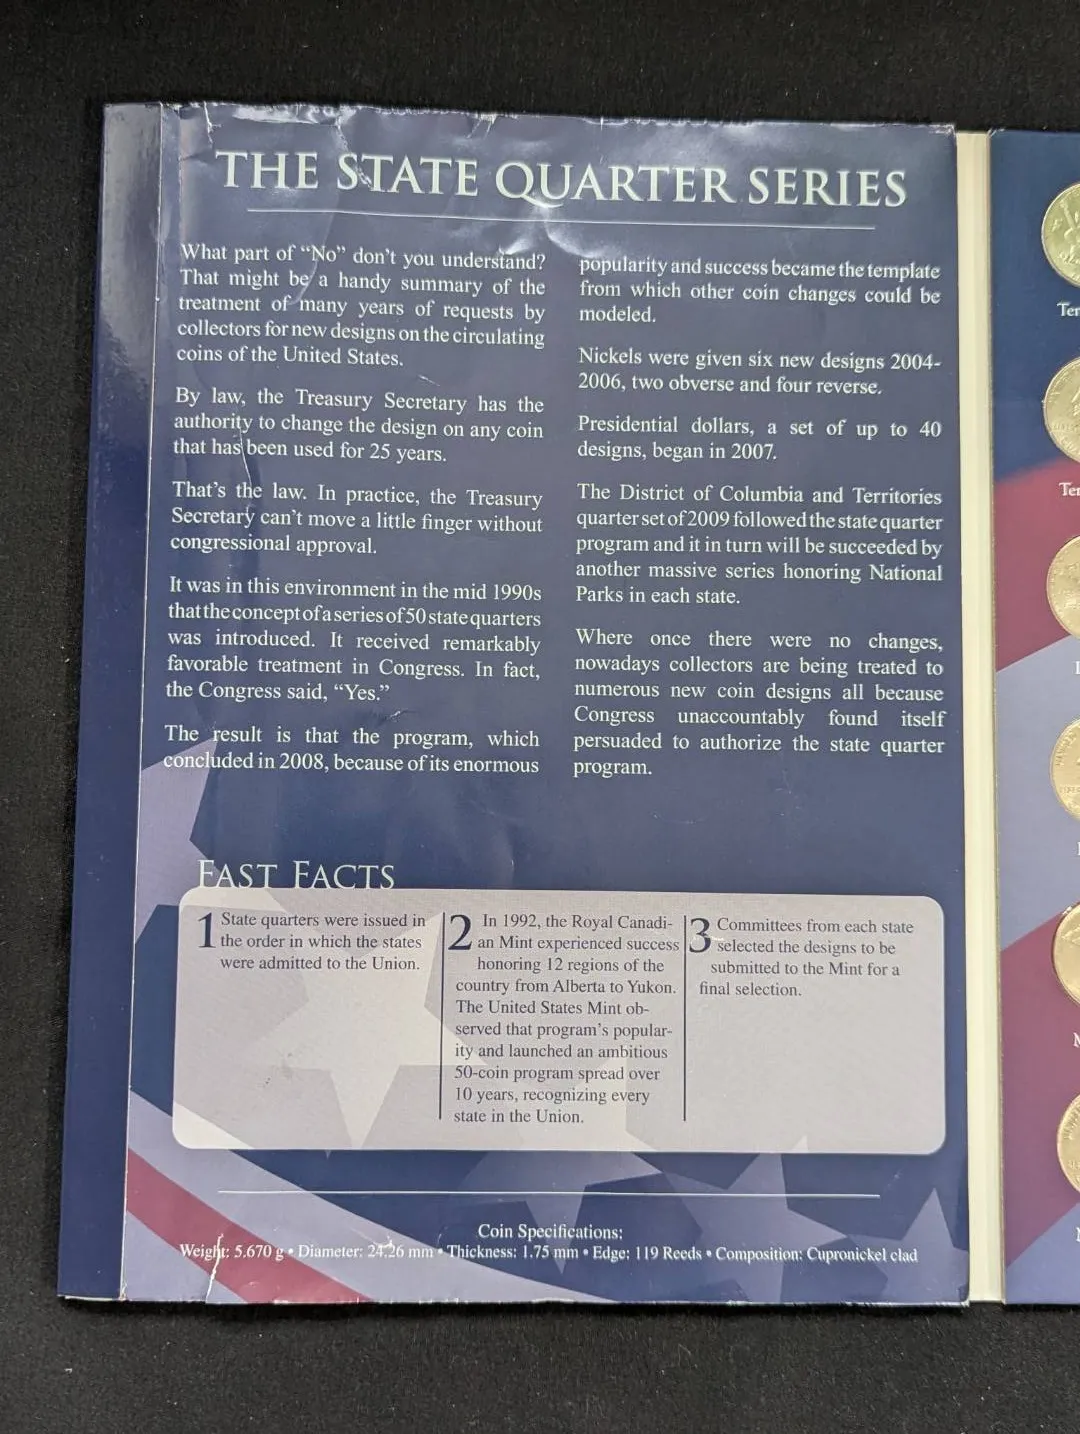 THE STATE QUARTER SERIES
What part of “No” don’t you understand?
That might be a handy summary of the
treatment of many years of requests by
collectors for new designs on the circulating
coins of the United States.
By law, the Treasury Secretary has the
authority to change the design on any coin
that has been used for 25 years.
That’s the law. In practice, the Treasury
Secretary can’t move a little finger without
congressional approval.
It was in this environment in the mid 1990s
that the concept of a series of 50 state quarters
was introduced. It received remarkably
favorable treatment in Congress. In fact,
the Congress said, “Yes.”
The result is that the program, which
concluded in 2008, because of its enormous
popularity and success became the template
from which other coin changes could be
modeled.
Nickels were given six new designs 2004-
2006, two obverse and four reverse.
Presidential dollars, a set of up to 40
designs, began in 2007.
The District of Columbia and Territories
quarter set of 2009 followed the state quarter
program and it in turn will be succeeded by
another massive series honoring National
Parks in each state.
Where once there were no changes,
nowadays collectors are being treated to
numerous new coin designs all because
Congress unaccountably found itself
persuaded to authorize the state quarter
program.
FAST FACTS
1 State quarters were issued in
the order in which the states
were admitted to the Union.
2 In 1992, the Royal Canadi-
an Mint experienced success
honoring 12 regions of the
country from Alberta to Yukon.
The United States Mint ob-
served that program’s popular-
ity and launched an ambitious
50-coin program spread over
10 years, recognizing every
state in the Union.
3 Committees from each state
selected the designs to be
submitted to the Mint for a
final selection.
Coin Specifications:
Weight: 5.670 g • Diameter: 24.26 mm • Thickness: 1.75 mm • Edge: 119 Reeds • Composition: Cupronickel clad